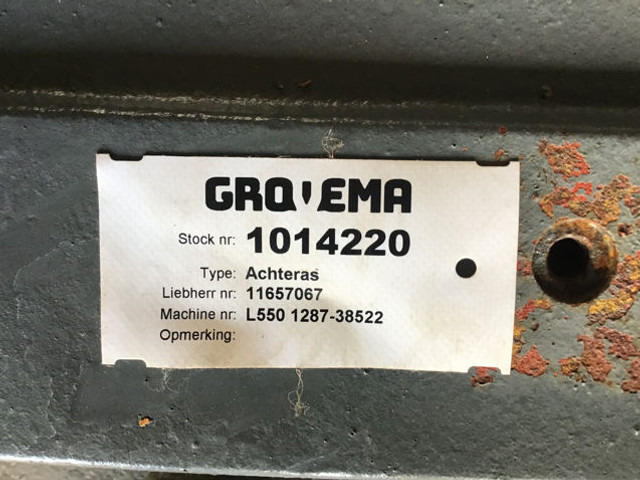 GROVEMA
Stock nr: 1014220
Type: Achteras
Liebherr nr: 11657067
Machine nr: L550 1287-38522
Opmerking: